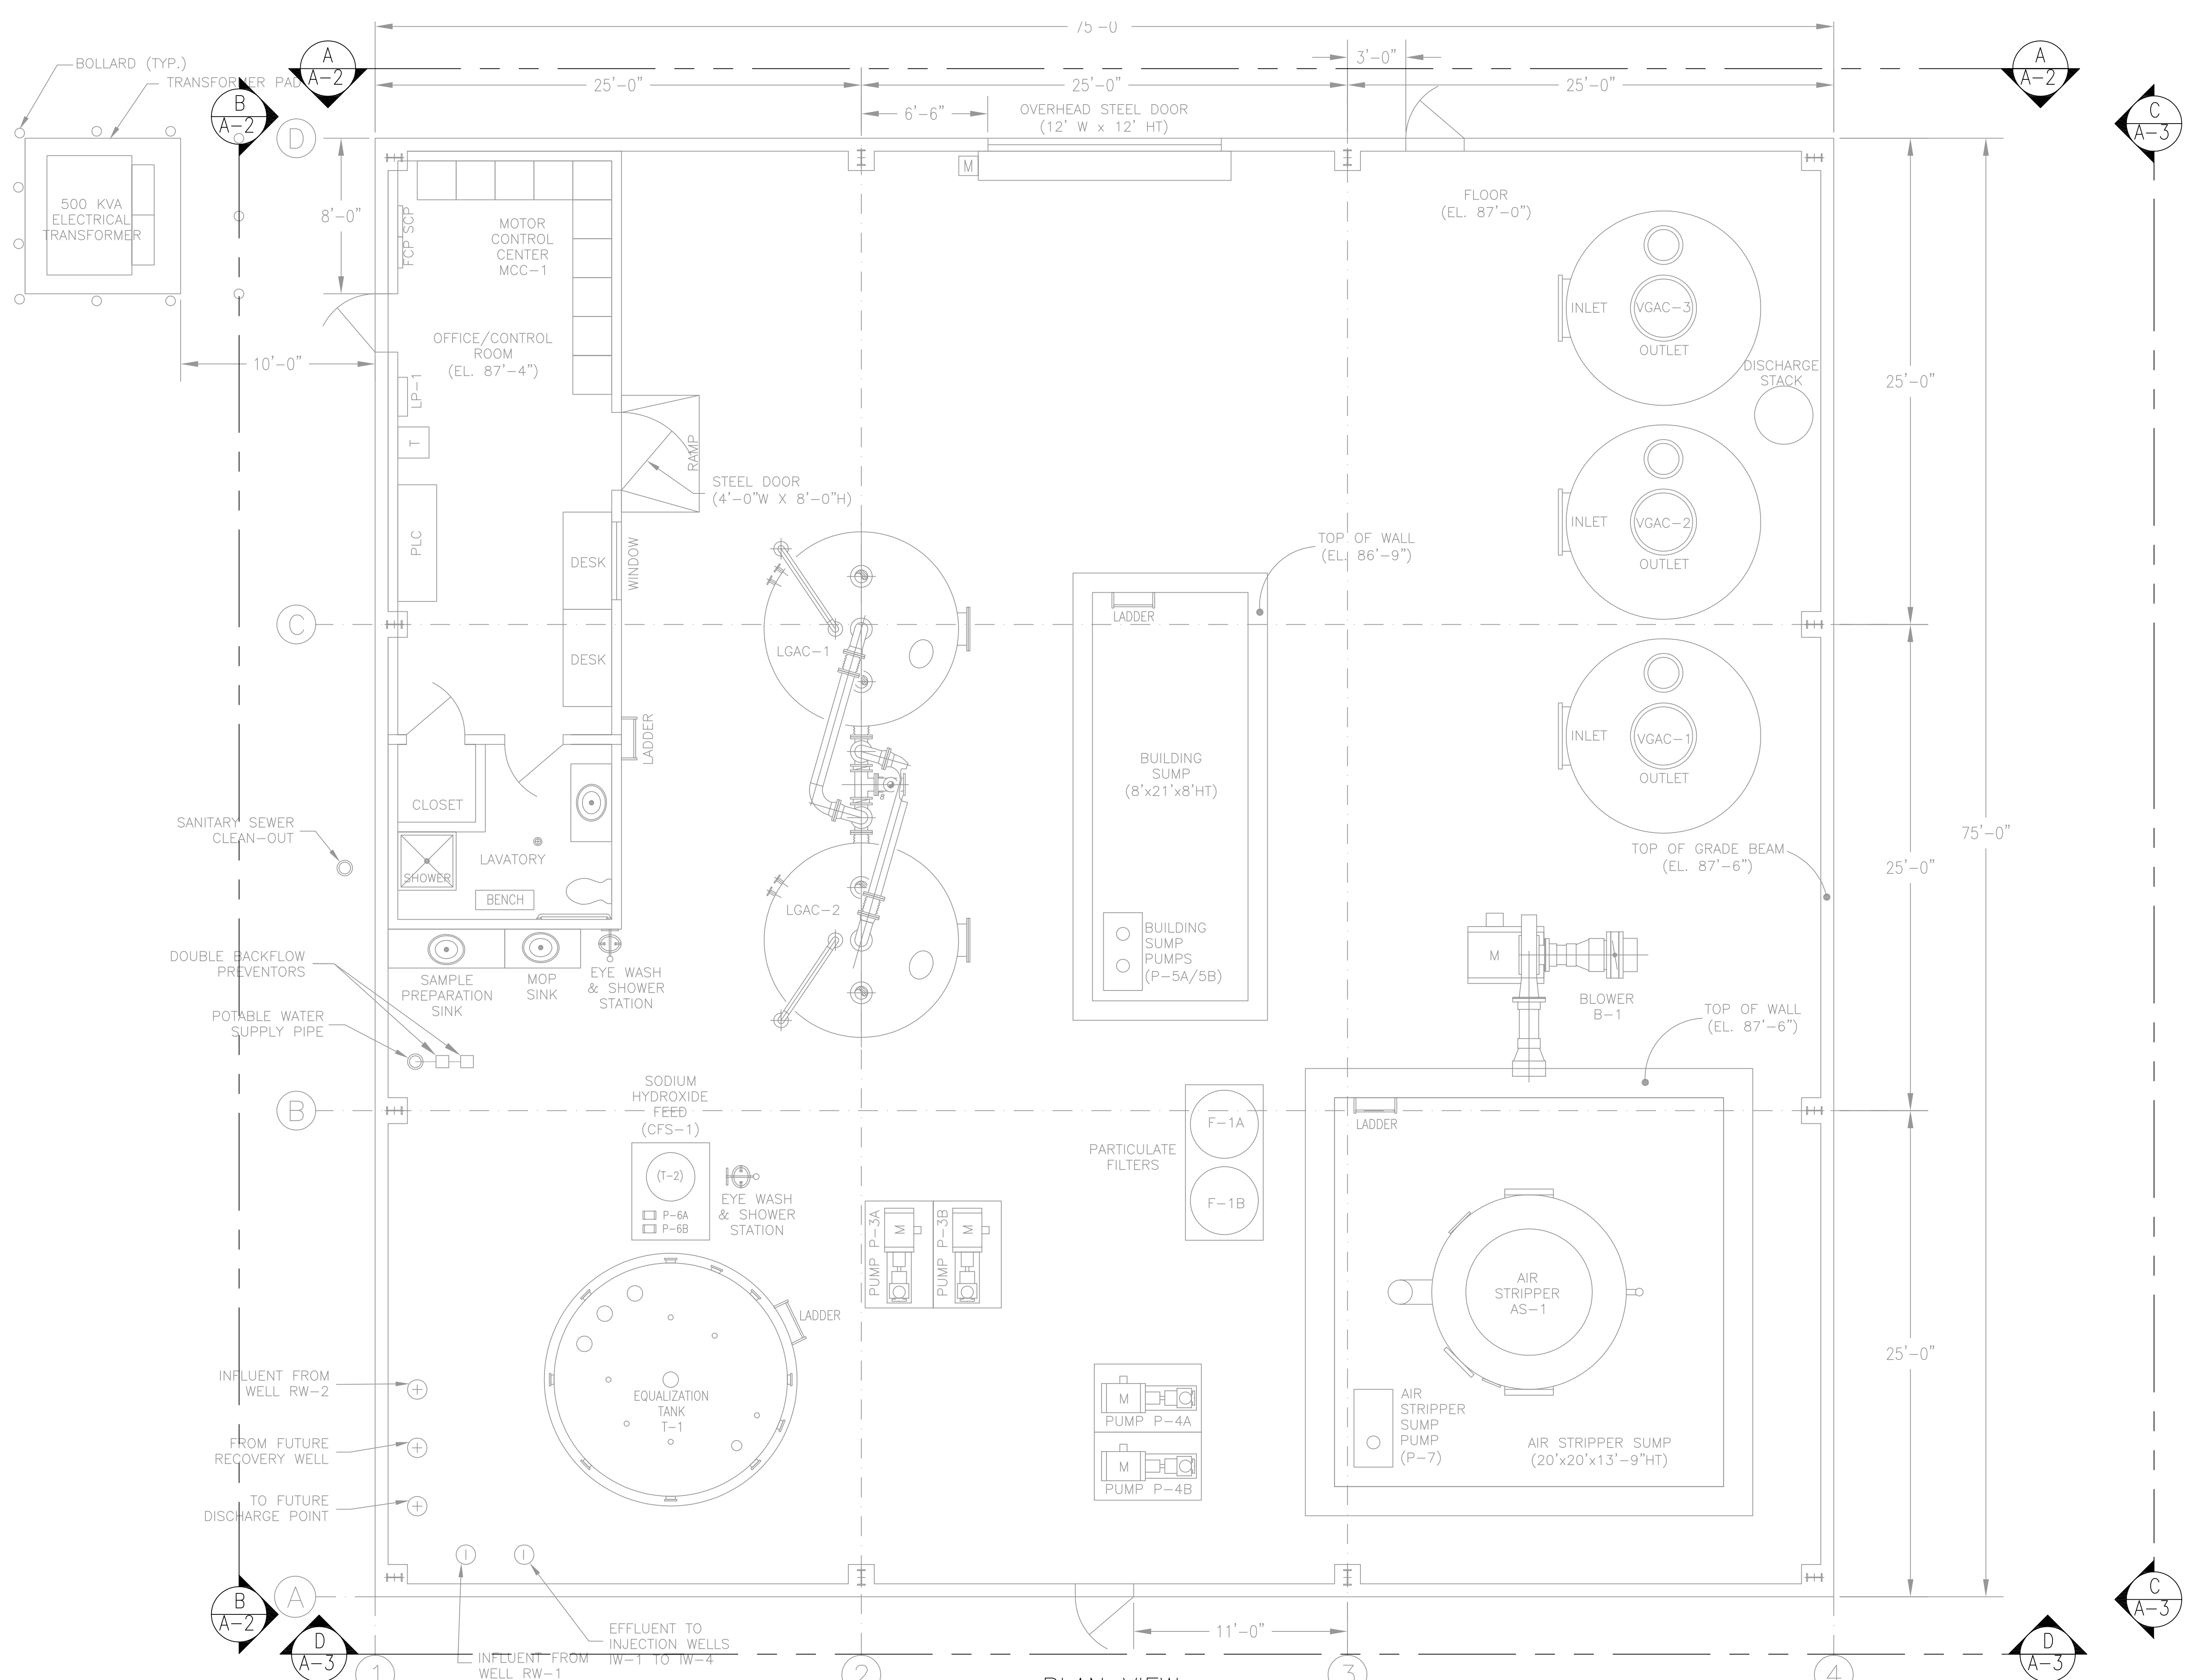 75'-0
BOLLARD (TYP.)
TRANSFORMER PAD
A
A-2
A
A-2
3'-0"
25'-0"
25'-0"
25'-0"
B
A-2
C
A-3
6'-6"
OVERHEAD STEEL DOOR
(12' W x 12' HT)
D
M
500 KVA
ELECTRICAL
TRANSFORMER
8'-0"
FCP SCP
MOTOR
CONTROL
CENTER
MCC-1
FLOOR
(EL. 87'-0")
INLET
VGAC-3
OUTLET
OFFICE/CONTROL
ROOM
(EL. 87'-4")
10'-0"
LP-1
T
RAMP
DISCHARGE
STACK
25'-0"
STEEL DOOR
(4'-0"W X 8'-0"H)
PLC
DESK
WINDOW
TOP OF WALL
(EL. 86'-9")
INLET
VGAC-2
OUTLET
C
LADDER
DESK
LGAC-1
LADDER
INLET
VGAC-1
OUTLET
BUILDING
SUMP
(8'x21'x8'HT)
CLOSET
SANITARY SEWER
CLEAN-OUT
LAVATORY
SHOWER
BENCH
LGAC-2
TOP OF GRADE BEAM
(EL. 87'-6")
75'-0"
25'-0"
BUILDING
SUMP
PUMPS
(P-5A/5B)
M
DOUBLE BACKFLOW
PREVENTORS
SAMPLE
PREPARATION
SINK
MOP
SINK
EYE WASH
& SHOWER
STATION
BLOWER
B-1
TOP OF WALL
(EL. 87'-6")
POTABLE WATER
SUPPLY PIPE
SODIUM
HYDROXIDE
FEED
(CFS-1)
B
F-1A
LADDER
PARTICULATE
FILTERS
F-1B
(T-2)
P-6A
P-6B
EYE WASH
& SHOWER
STATION
PUMP P-3A
M
PUMP P-3B
M
AIR
STRIPPER
AS-1
LADDER
EQUALIZATION
TANK
T-1
25'-0"
INFLUENT FROM
WELL RW-2
M
PUMP P-4A
AIR
STRIPPER
SUMP
PUMP
(P-7)
FROM FUTURE
RECOVERY WELL
M
PUMP P-4B
AIR STRIPPER SUMP
(20'x20'x13'-9"HT)
TO FUTURE
DISCHARGE POINT
A
B
A-2
C
A-3
D
A-3
EFFLUENT TO
INJECTION WELLS
IW-1 TO IW-4
INFLUENT FROM
WELL RW-1
11'-0"
D
A-3
1
2
3
4
PLAN VIEW